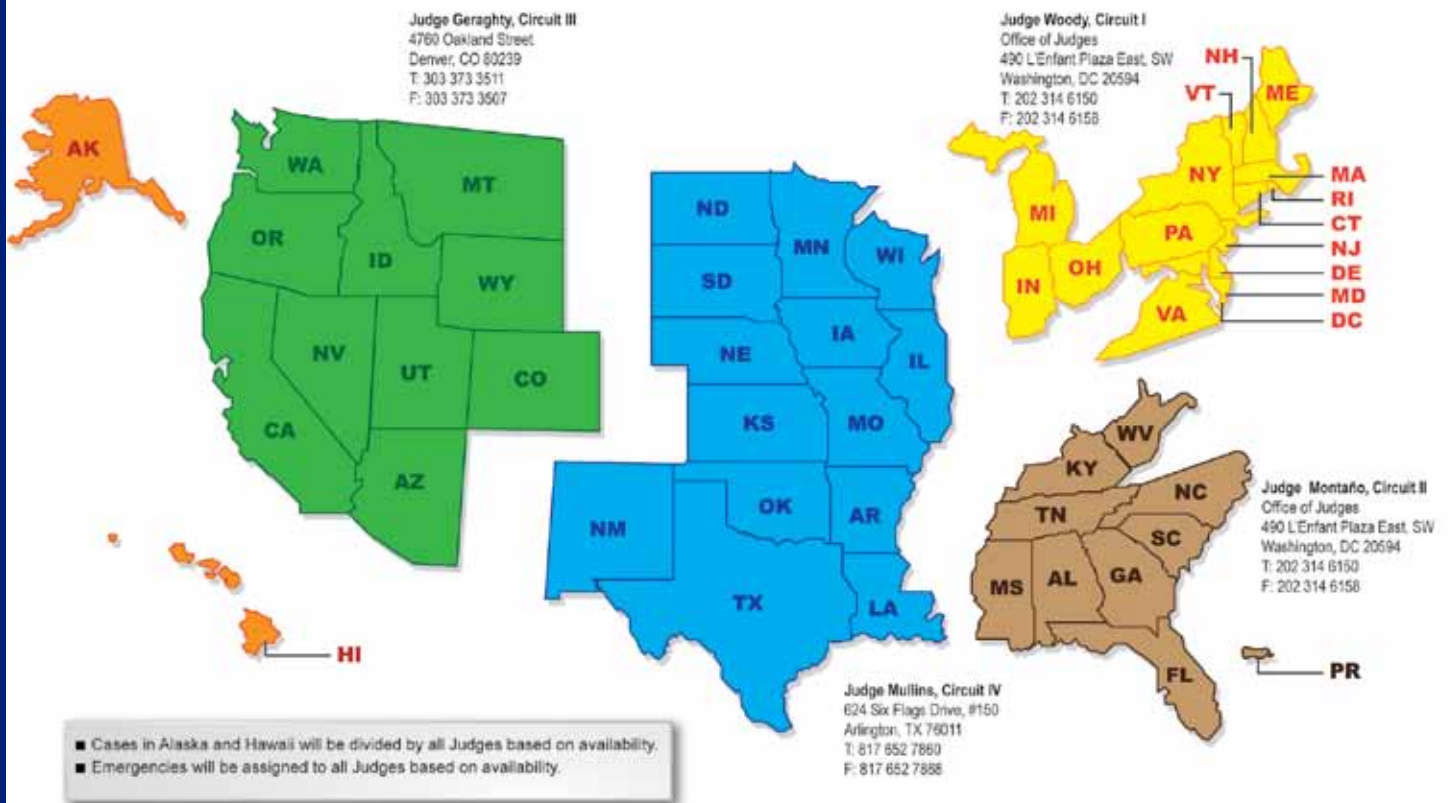 Judge Geraghty, Circuit III
4760 Oakland Street
Denver, CO 80239
T: 303 373 3511
F: 303 373 3507
Judge Woody, Circuit I
Office of Judges
490 L'Enfant Plaza East, SW
Washington, DC 20594
T: 202 314 6150
F: 202 314 6158
AK
WA
MT
OR
ID
WY
NV
UT
CO
CA
AZ
HI
ND
MN
WI
SD
IA
NE
IL
KS
MO
NM
OK
AR
TX
LA
NH
VT
ME
NY
MA
RI
CT
MI
PA
NJ
OH
DE
IN
MD
VA
DC
WV
KY
NC
TN
SC
MS
AL
GA
FL
PR
Judge Montaño, Circuit II
Office of Judges
490 L'Enfant Plaza East, SW
Washington, DC 20594
T: 202 314 6150
F: 202 314 6158
Judge Mullins, Circuit IV
624 Six Flags Drive, #150
Arlington, TX 76011
T: 817 652 7860
F: 817 652 7868
■ Cases in Alaska and Hawaii will be divided by all Judges based on availability.
■ Emergencies will be assigned to all Judges based on availability.